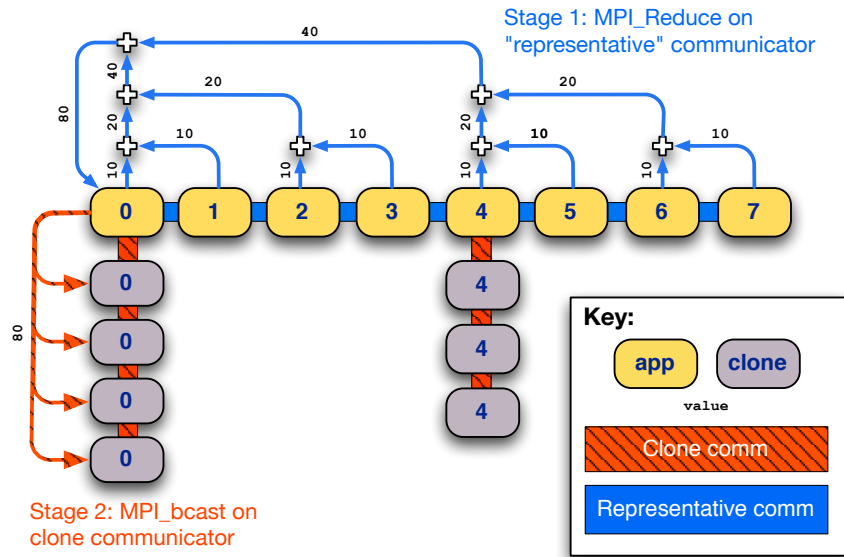 Stage 1: MPI_Reduce on
"representative" communicator
40
40
20
20
80
20
20
10
10
10
10
10
10
10
10
0 1 2 3 4 5 6 7
0
0
0
0
4
4
4
80
Key:
app clone
value
Clone comm
Representative comm
Stage 2: MPI_bcast on
clone communicator